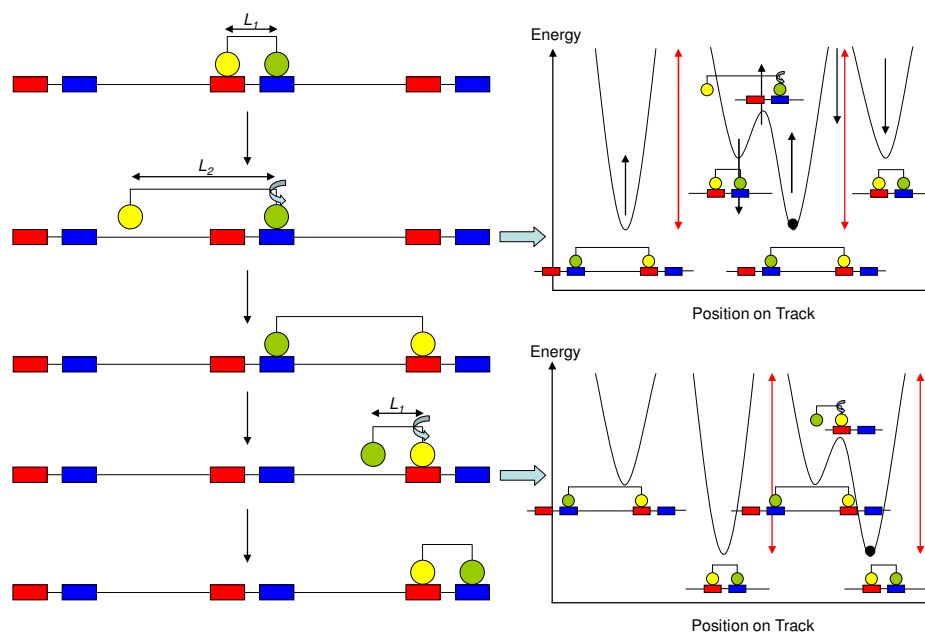 L1
L2
L1
Energy
Position on Track
Energy
Position on Track